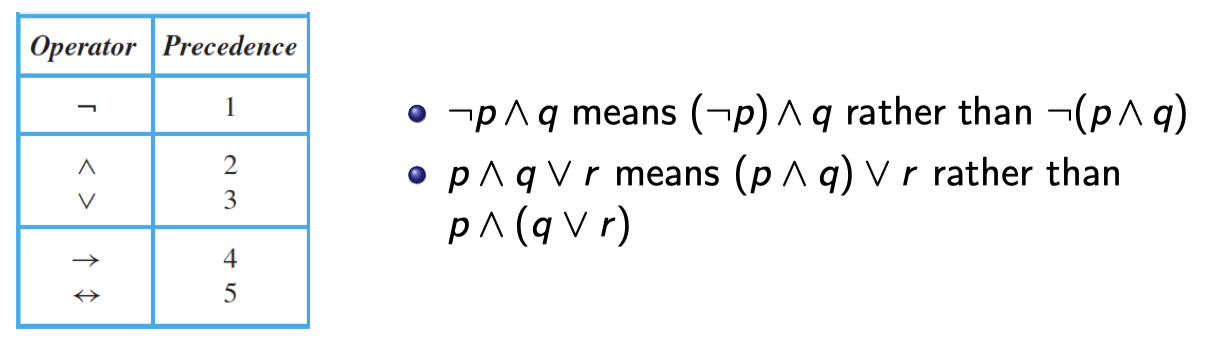 Operator Precedence
¬ 1
∧ 2
∨ 3
→ 4
↔ 5
• ¬p ∧ q means (¬p) ∧ q rather than ¬(p ∧ q)
• p ∧ q ∨ r means (p ∧ q) ∨ r rather than
p ∧ (q ∨ r)